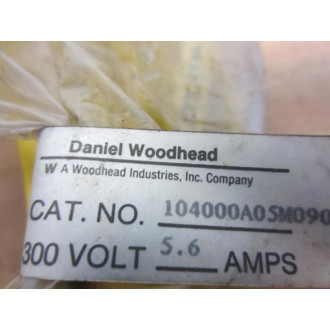 Daniel Woodhead
W A Woodhead Industries, Inc. Company
CAT. NO. 104000A05M090
300 VOLT 5.6 AMPS